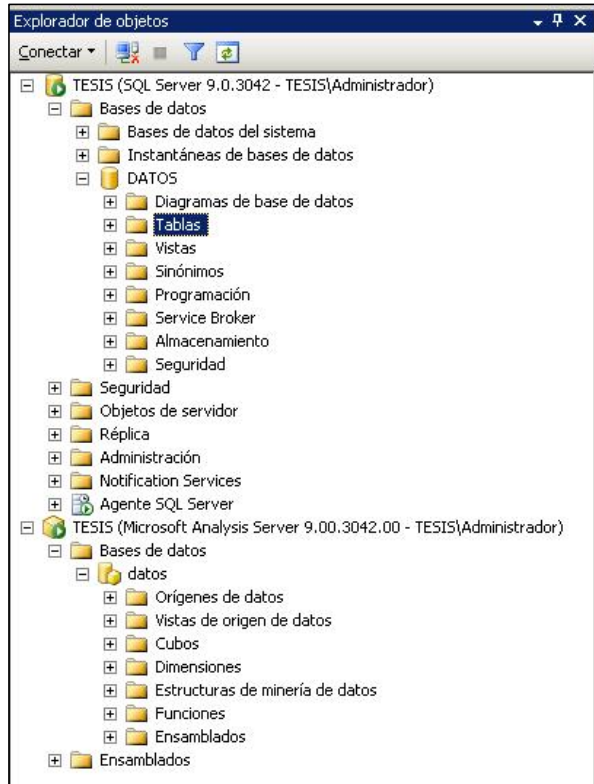 Explorador de objetos
Conectar
TESIS (SQL Server 9.0.3042 - TESIS\Administrador)
Bases de datos
Bases de datos del sistema
Instantáneas de bases de datos
DATOS
Diagramas de base de datos
Tablas
Vistas
Sinónimos
Programación
Service Broker
Almacenamiento
Seguridad
Seguridad
Objetos de servidor
Réplica
Administración
Notification Services
Agente SQL Server
TESIS (Microsoft Analysis Server 9.00.3042.00 - TESIS\Administrador)
Bases de datos
datos
Orígenes de datos
Vistas de origen de datos
Cubos
Dimensiones
Estructuras de minería de datos
Funciones
Ensamblados
Ensamblados